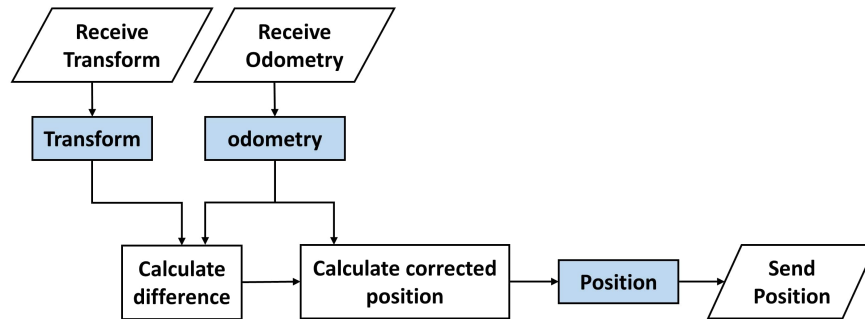 Receive
Transform
Receive
Odometry
Transform
odometry
Calculate
difference
Calculate corrected
position
Position
Send
Position